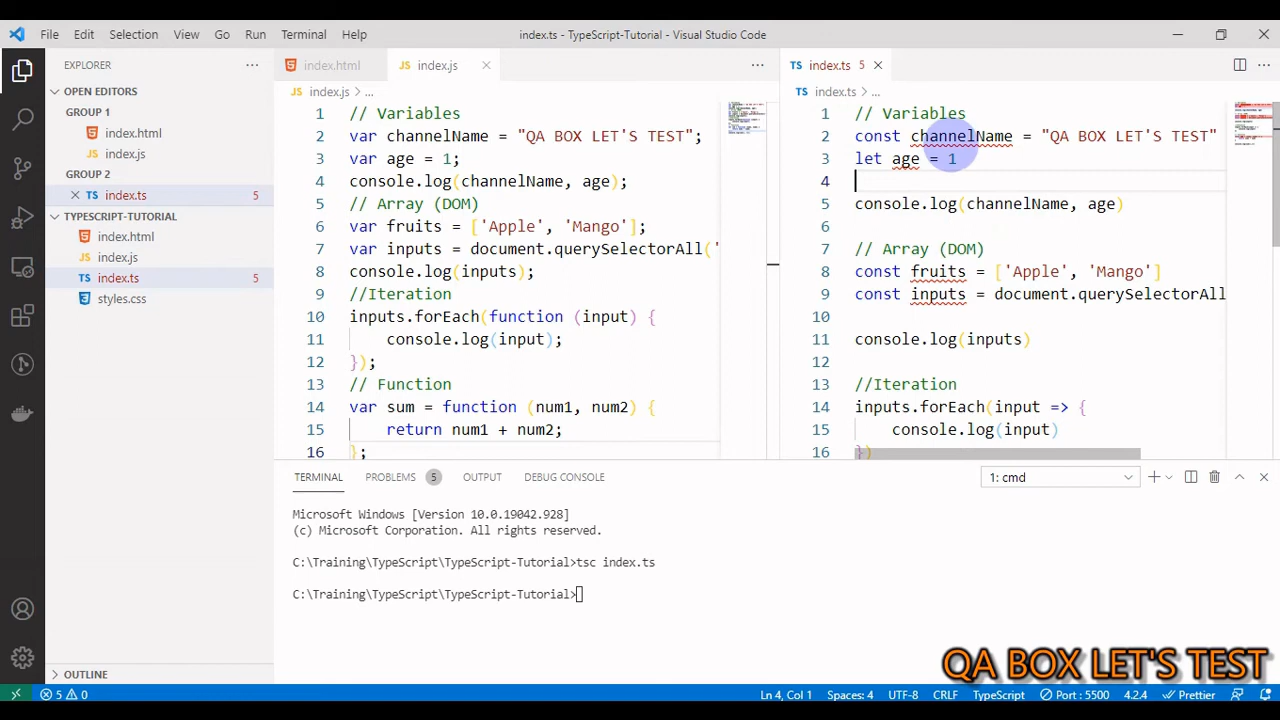 File Edit Selection View Go Run Terminal Help
index.ts - TypeScript-Tutorial - Visual Studio Code
EXPLORER
OPEN EDITORS
GROUP 1
index.html
index.js
GROUP 2
TS index.ts 5
TYPESCRIPT-TUTORIAL
index.html
index.js
TS index.ts 5
styles.css
OUTLINE
index.html JS index.js
JS index.js > ...
1 // Variables
2 var channelName = "QA BOX LET'S TEST";
3 var age = 1;
4 console.log(channelName, age);
5 // Array (DOM)
6 var fruits = ['Apple', 'Mango'];
7 var inputs = document.querySelectorAll('
8 console.log(inputs);
9 //Iteration
10 inputs.forEach(function (input) {
11 console.log(input);
12 });
13 // Function
14 var sum = function (num1, num2) {
15 return num1 + num2;
16 };
TS index.ts 5
TS index.ts > ...
1 // Variables
2 const channelName = "QA BOX LET'S TEST"
3 let age = 1
4
5 console.log(channelName, age)
6
7 // Array (DOM)
8 const fruits = ['Apple', 'Mango']
9 const inputs = document.querySelectorAll
10
11 console.log(inputs)
12
13 //Iteration
14 inputs.forEach(input => {
15 console.log(input)
16 })
TERMINAL PROBLEMS 5 OUTPUT DEBUG CONSOLE 1: cmd
Microsoft Windows [Version 10.0.19042.928]
(c) Microsoft Corporation. All rights reserved.
C:\Training\TypeScript\TypeScript-Tutorial>tsc index.ts
C:\Training\TypeScript\TypeScript-Tutorial>
QA BOX LET'S TEST
5 0 Ln 4, Col 1 Spaces: 4 UTF-8 CRLF TypeScript Port : 5500 4.2.4 Prettier